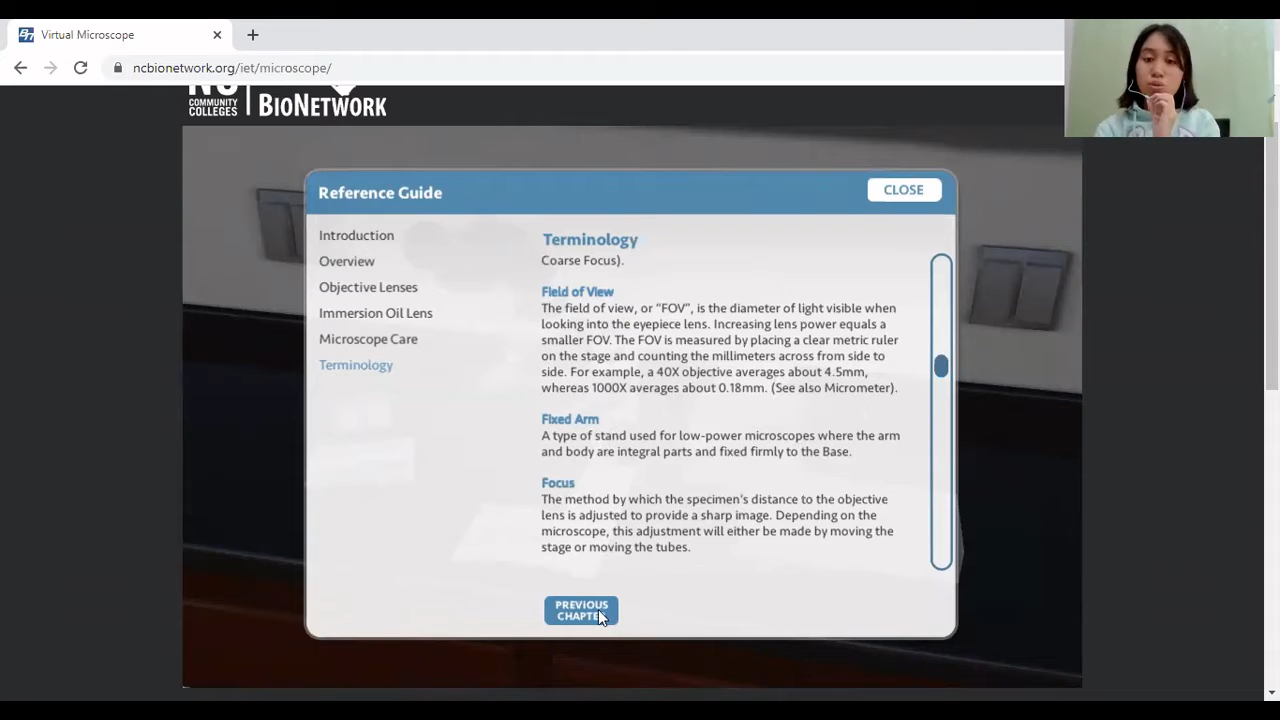 Virtual Microscope
ncbionetwork.org/iet/microscope/
NC
COMMUNITY
COLLEGES
BIONETWORK
Reference Guide
CLOSE
Introduction
Overview
Objective Lenses
Immersion Oil Lens
Microscope Care
Terminology
Terminology
Coarse Focus).
Field of View
The field of view, or “FOV”, is the diameter of light visible when
looking into the eyepiece lens. Increasing lens power equals a
smaller FOV. The FOV is measured by placing a clear metric ruler
on the stage and counting the millimeters across from side to
side. For example, a 40X objective averages about 4.5mm,
whereas 1000X averages about 0.18mm. (See also Micrometer).
Fixed Arm
A type of stand used for low-power microscopes where the arm
and body are integral parts and fixed firmly to the Base.
Focus
The method by which the specimen's distance to the objective
lens is adjusted to provide a sharp image. Depending on the
microscope, this adjustment will either be made by moving the
stage or moving the tubes.
PREVIOUS
CHAPTER